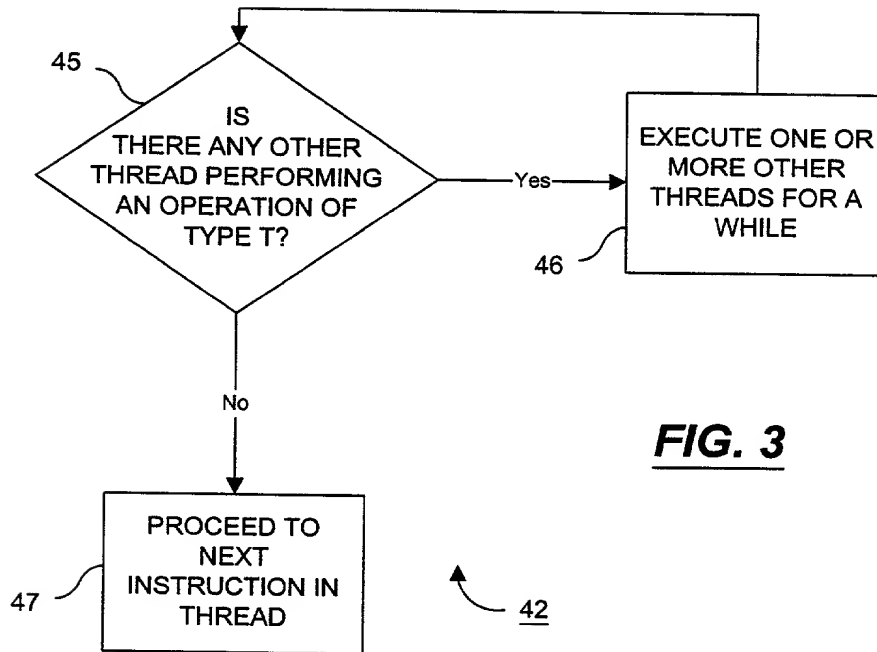 45
IS
THERE ANY OTHER
THREAD PERFORMING
AN OPERATION OF
TYPE T?
Yes
EXECUTE ONE OR
MORE OTHER
THREADS FOR A
WHILE
46
No
FIG. 3
PROCEED TO
NEXT
INSTRUCTION IN
THREAD
47
42